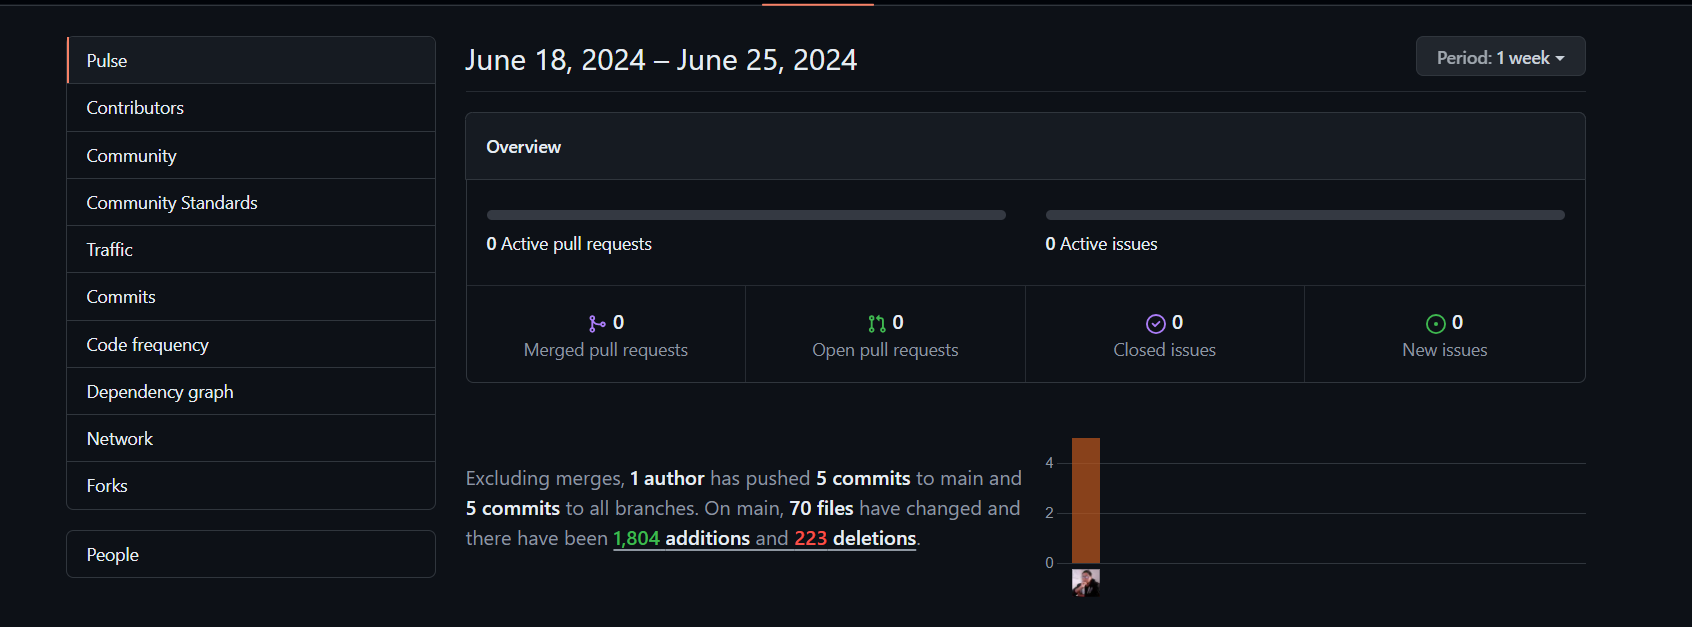 Pulse
Contributors
Community
Community Standards
Traffic
Commits
Code frequency
Dependency graph
Network
Forks
People
June 18, 2024 – June 25, 2024
Period: 1 week
Overview
0 Active pull requests
0 Active issues
0
Merged pull requests
0
Open pull requests
0
Closed issues
0
New issues
Excluding merges, 1 author has pushed 5 commits to main and
5 commits to all branches. On main, 70 files have changed and
there have been 1,804 additions and 223 deletions.
4
2
0